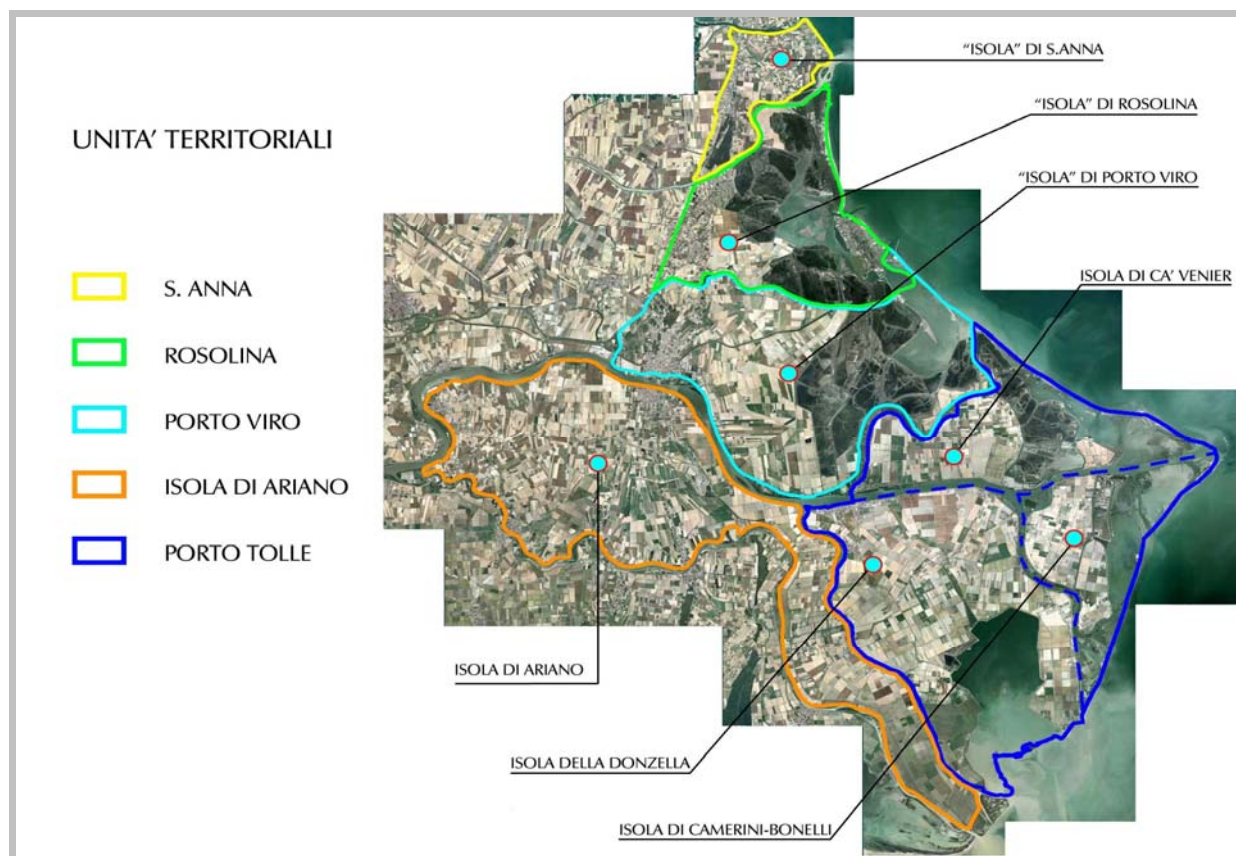 UNITA’ TERRITORIALI
S. ANNA
ROSOLINA
PORTO VIRO
ISOLA DI ARIANO
PORTO TOLLE
“ISOLA” DI S.ANNA
“ISOLA” DI ROSOLINA
“ISOLA” DI PORTO VIRO
ISOLA DI CA’ VENIER
ISOLA DI ARIANO
ISOLA DELLA DONZELLA
ISOLA DI CAMERINI-BONELLI